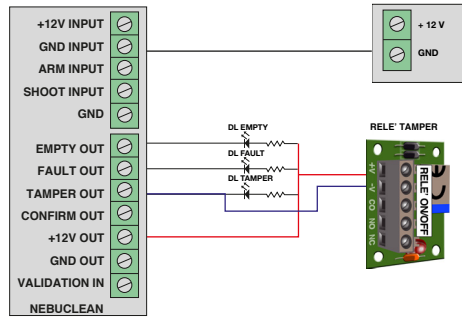 +12V INPUT
GND INPUT
ARM INPUT
SHOOT INPUT
GND
EMPTY OUT
FAULT OUT
TAMPER OUT
CONFIRM OUT
+12V OUT
GND OUT
VALIDATION IN
NEBUCLEAN
DL EMPTY
DL FAULT
DL TAMPER
+ 12 V
GND
RELE' TAMPER
+V
-V
CO
NO
NC
RELE' ON/OFF